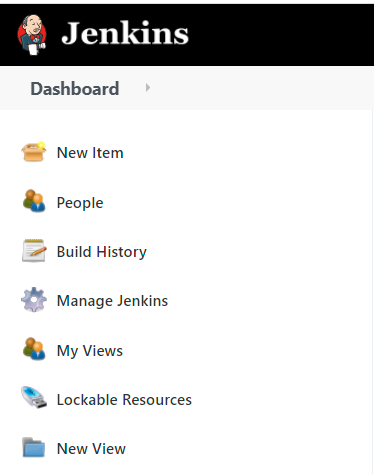 Jenkins
Dashboard
New Item
People
Build History
Manage Jenkins
My Views
Lockable Resources
New View